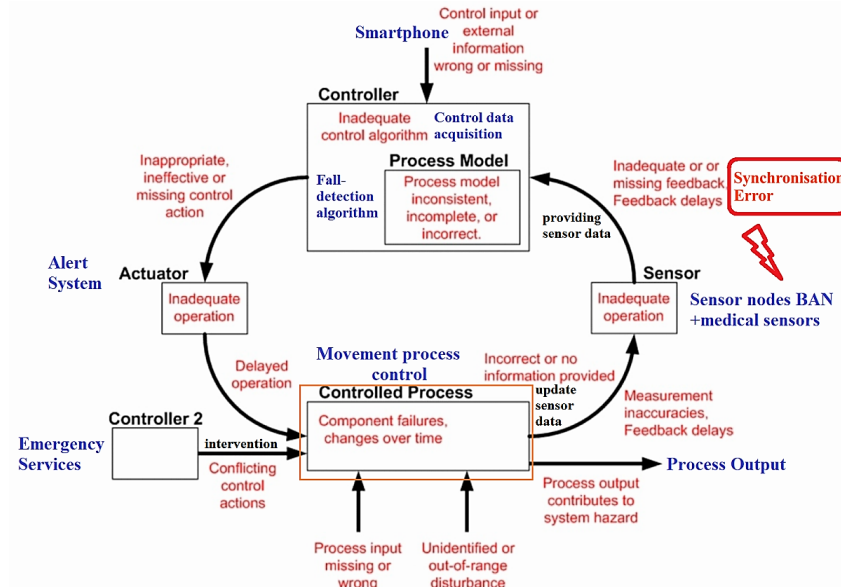 Smartphone
Control input or
external
information
wrong or missing
Controller
Inadequate
control algorithm
Control data
acquisition
Process Model
Process model
inconsistent,
incomplete, or
incorrect.
Fall-
detection
algorithm
Inappropriate,
ineffective or
missing control
action
Inadequate or or
missing feedback,
Feedback delays
Synchronisation
Error
providing
sensor data
Alert
System
Actuator
Inadequate
operation
Sensor
Inadequate
operation
Sensor nodes BAN
+medical sensors
Delayed
operation
Movement process
control
Controlled Process
Component failures,
changes over time
Incorrect or no
information provided
update
sensor
data
Measurement
inaccuracies,
Feedback delays
Controller 2
Emergency
Services
intervention
Conflicting
control
actions
Process Output
Process output
contributes to
system hazard
Process input
missing or
wrong
Unidentified or
out-of-range
disturbance